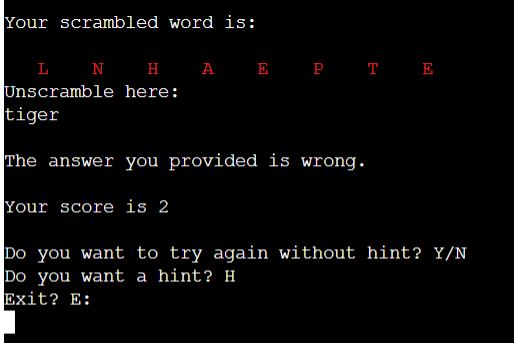 Your scrambled word is:
L N H A E P T E
Unscramble here:
tiger
The answer you provided is wrong.
Your score is 2
Do you want to try again without hint? Y/N
Do you want a hint? H
Exit? E: